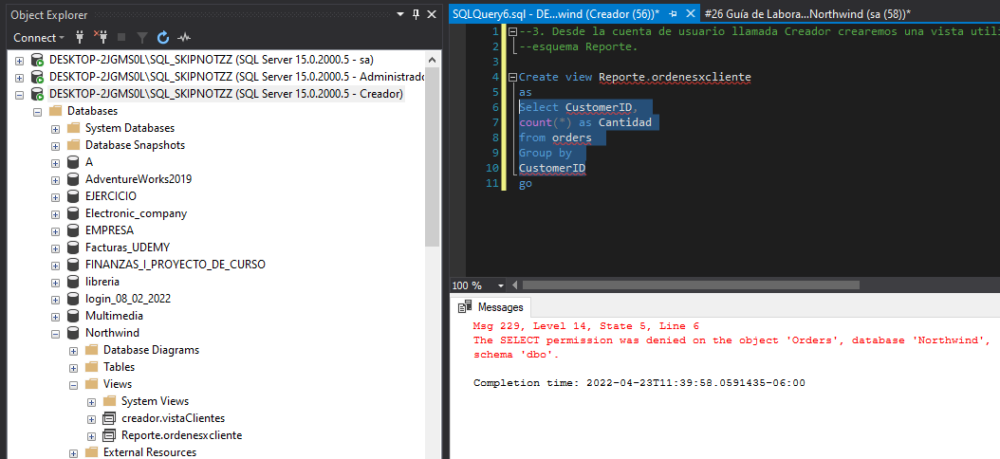 Object Explorer
Connect
DESKTOP-2JGMS0L\SQL_SKIPNOTZZ (SQL Server 15.0.2000.5 - sa)
DESKTOP-2JGMS0L\SQL_SKIPNOTZZ (SQL Server 15.0.2000.5 - Administrado
DESKTOP-2JGMS0L\SQL_SKIPNOTZZ (SQL Server 15.0.2000.5 - Creador)
Databases
System Databases
Database Snapshots
A
AdventureWorks2019
EJERCICIO
Electronic_company
EMPRESA
Facturas_UDEMY
FINANZAS_I_PROYECTO_DE_CURSO
libreria
login_08_02_2022
Multimedia
Northwind
Database Diagrams
Tables
Views
System Views
creador.vistaClientes
Reporte.ordenesxcliente
External Resources
SQLQuery6.sql - DE...wind (Creador (56))* #26 Guía de Labora...Northwind (sa (58))*
1 --3. Desde la cuenta de usuario llamada Creador crearemos una vista utili
2 --esquema Reporte.
3
4 Create view Reporte.ordenesxcliente
5 as
6 Select CustomerID,
7 count(*) as Cantidad
8 from orders
9 Group by
10 CustomerID
11 go
100 %
Messages
Msg 229, Level 14, State 5, Line 6
The SELECT permission was denied on the object 'Orders', database 'Northwind',
schema 'dbo'.
Completion time: 2022-04-23T11:39:58.0591435-06:00